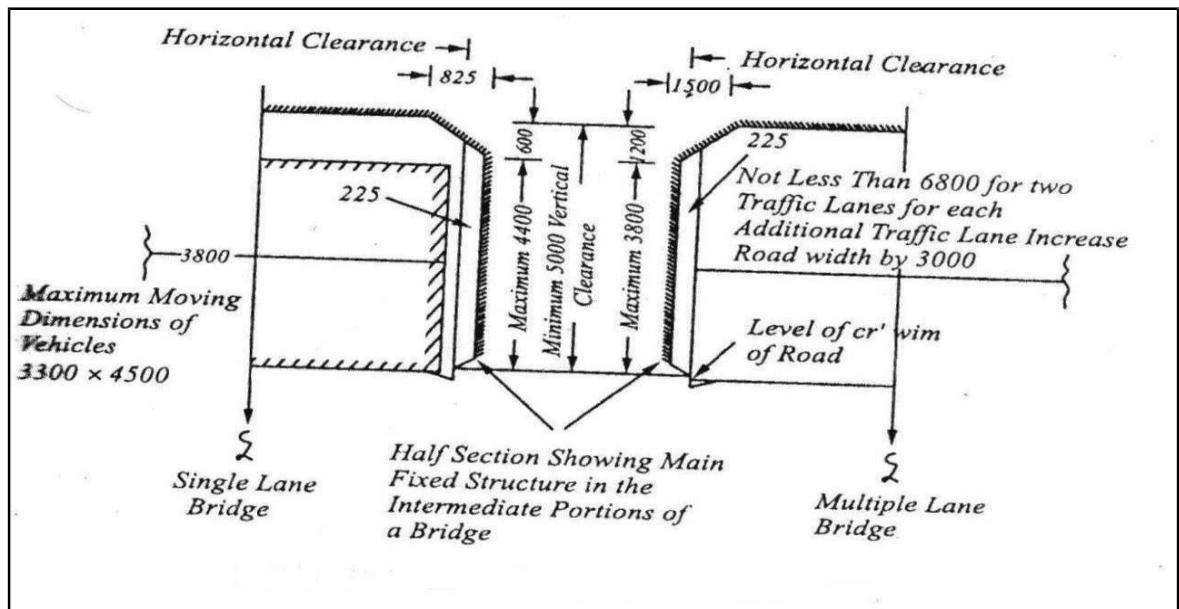 Horizontal Clearance
Horizontal Clearance
825
1500
600
1200
225
225
Maximum 4400
Minimum 5000 Vertical
Clearance
Maximum 3800
Not Less Than 6800 for two
Traffic Lanes for each
Additional Traffic Lane Increase
Road width by 3000
3800
Maximum Moving
Dimensions of
Vehicles
3300 × 4500
Level of cr' wim
of Road
Half Section Showing Main
Fixed Structure in the
Intermediate Portions of
a Bridge
Single Lane
Bridge
Multiple Lane
Bridge